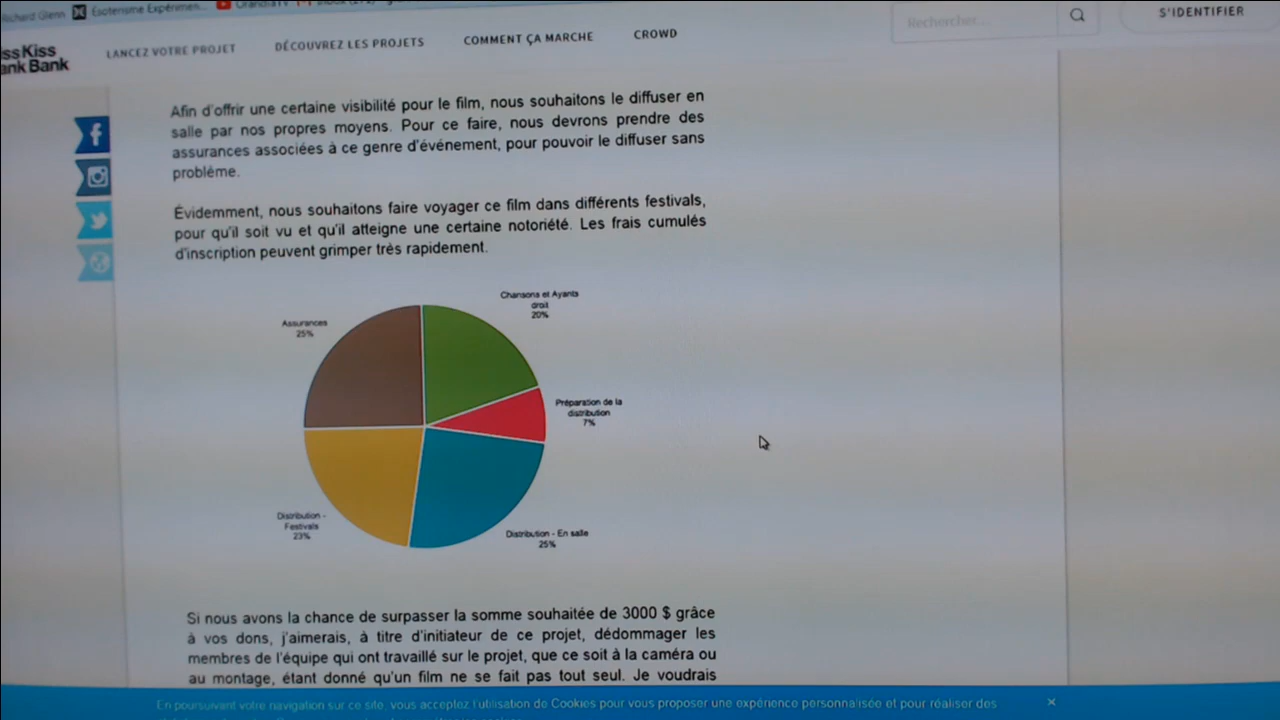 Richard Glenn Ésotérisme Expérimen...
Rechercher...
S'IDENTIFIER
ss Kiss
ank Bank
LANCEZ VOTRE PROJET DÉCOUVREZ LES PROJETS COMMENT ÇA MARCHE CROWD
Afin d'offrir une certaine visibilité pour le film, nous souhaitons le diffuser en
salle par nos propres moyens. Pour ce faire, nous devrons prendre des
assurances associées à ce genre d'événement, pour pouvoir le diffuser sans
problème.
Évidemment, nous souhaitons faire voyager ce film dans différents festivals,
pour qu'il soit vu et qu'il atteigne une certaine notoriété. Les frais cumulés
d'inscription peuvent grimper très rapidement.
Chansons et Ayants
droit
20%
Assurances
25%
Préparation de la
distribution
7%
Distribution -
Festivals
23%
Distribution - En salle
25%
Si nous avons la chance de surpasser la somme souhaitée de 3000 $ grâce
à vos dons, j'aimerais, à titre d'initiateur de ce projet, dédommager les
membres de l'équipe qui ont travaillé sur le projet, que ce soit à la caméra ou
au montage, étant donné qu'un film ne se fait pas tout seul. Je voudrais
En poursuivant votre navigation sur ce site, vous acceptez l'utilisation de Cookies pour vous proposer une expérience personnalisée et pour réaliser des